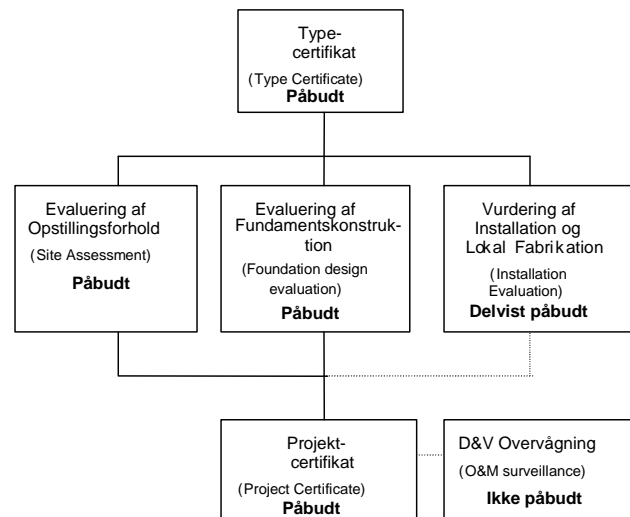 Type-
certifikat
(Type Certificate)
Påbudt
Evaluering af
Opstillingsforhold
(Site Assessment)
Påbudt
Evaluering af
Fundamentskonstruk-
tion
(Foundation design
evaluation)
Påbudt
Vurdering af
Installation og
Lokal Fabrikation
(Installation
Evaluation)
Delvist påbudt
Projekt-
certifikat
(Project Certificate)
Påbudt
D&V Overvågning
(O&M surveillance)
Ikke påbudt